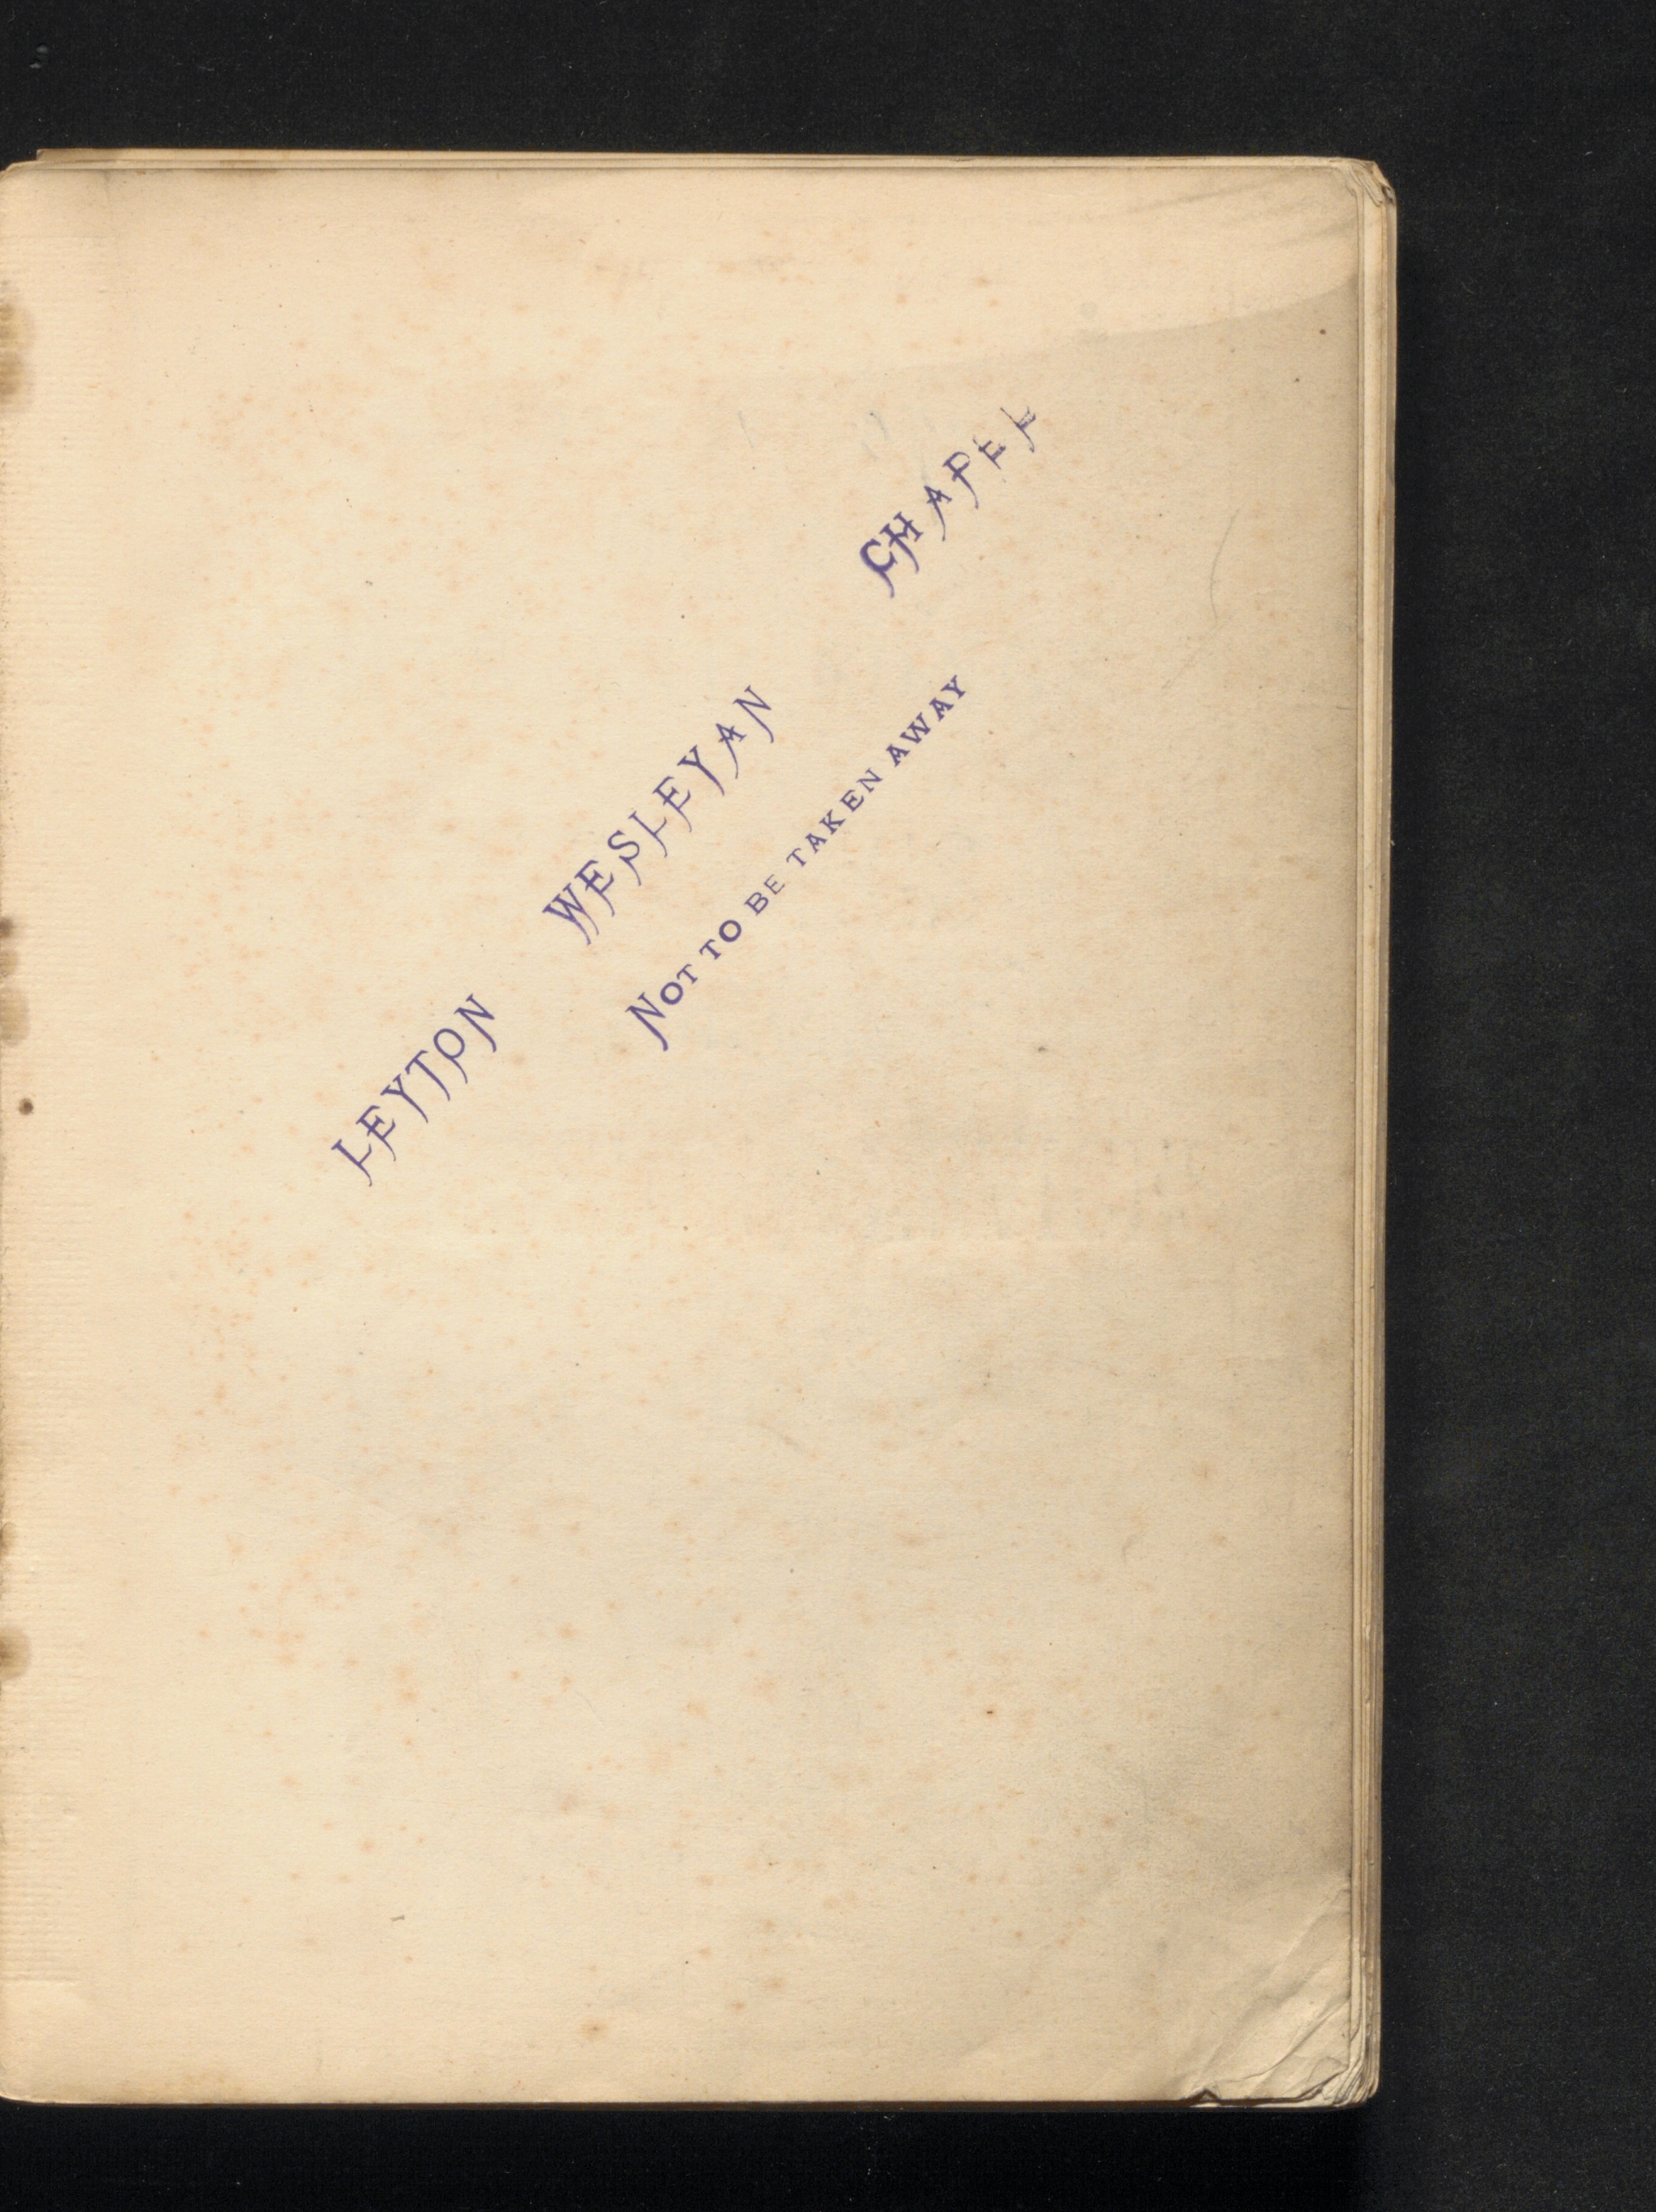 LEYTON WESLEYAN CHAPEL
NOT TO BE TAKEN AWAY